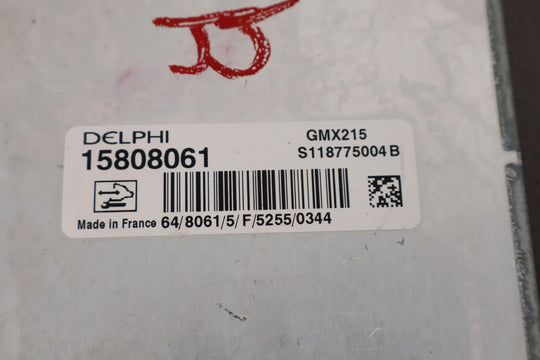 DELPHI
GMX215
15808061
S118775004 B
Made in France 64/8061/5/F/5255/0344